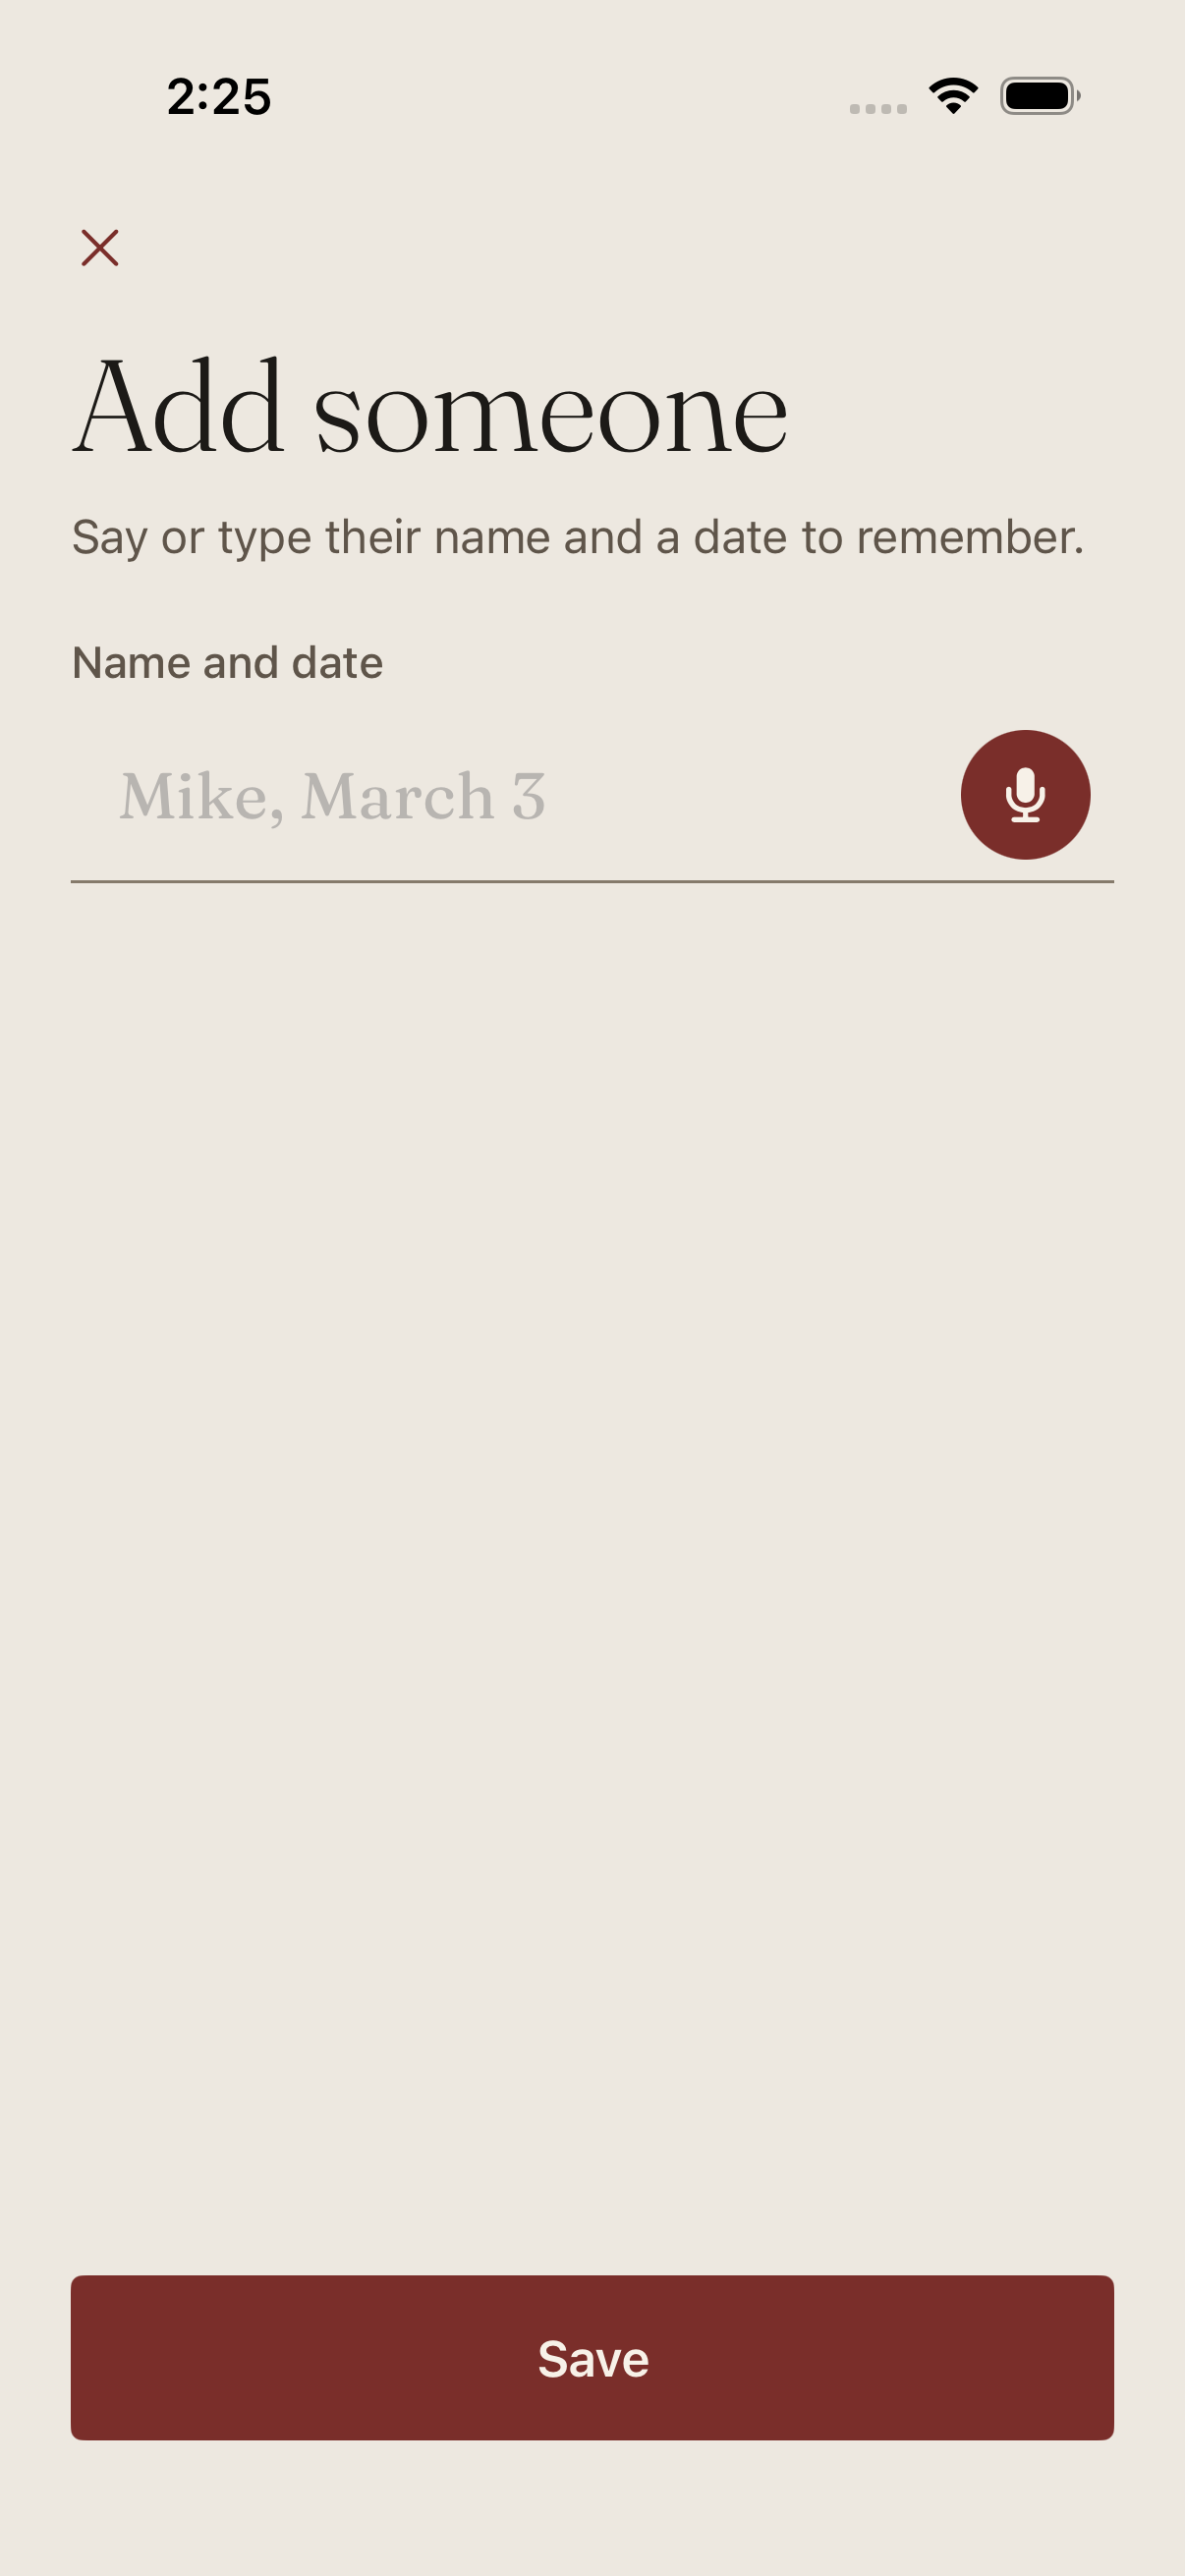 2:25
Add someone
Say or type their name and a date to remember.
Name and date
Mike, March 3
Save